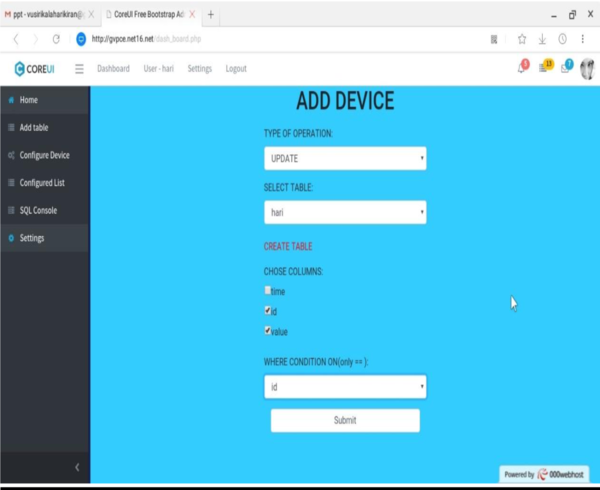 ppt - vusirikalaharikiran@
CoreUI Free Bootstrap Ad
http://gvpce.net16.net/dash_board.php
COREUI
Dashboard User - hari Settings Logout
13
Home
Add table
Configure Device
Configured List
SQL Console
Settings
ADD DEVICE
TYPE OF OPERATION:
UPDATE
SELECT TABLE:
hari
CREATE TABLE
CHOSE COLUMNS:
time
id
value
WHERE CONDITION ON(only == ):
id
Submit
Powered by 000webhost